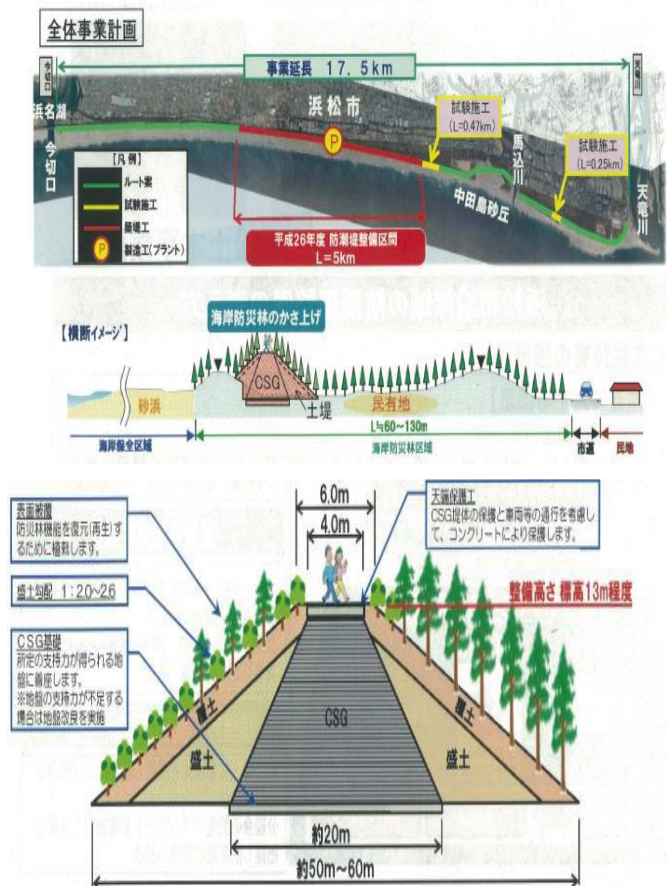 全体事業計画
今切口
事業延長 17.5km
天竜川
浜名湖
今切口
浜松市
P
試験施工
(L=0.47km)
馬込川
試験施工
(L=0.25km)
中田島砂丘
天竜川
【凡例】
ルート案
試験施工
築堤工
P 製造工(プラント)
平成26年度 防潮堤整備区間
L=5km
【横断イメージ】
海岸防災林のかさ上げ
CSG
土堤
砂浜
民有地
L≒60~130m
海岸保全区域
海岸防災林区域
市道
民地
表面被覆
防災林機能を復元(再生)す
るために植栽します。
盛土勾配 1:2.0~2.6
CSG基礎
所定の支持力が得られる地
盤に着座します。
※地盤の支持力が不足する
場合は地盤改良を実施
6.0m
4.0m
天端保護工
CSG堤体の保護と車両等の通行を考慮し
て、コンクリートにより保護します。
整備高さ 標高13m程度
覆土
盛土
CSG
盛土
覆土
約20m
約50m~60m